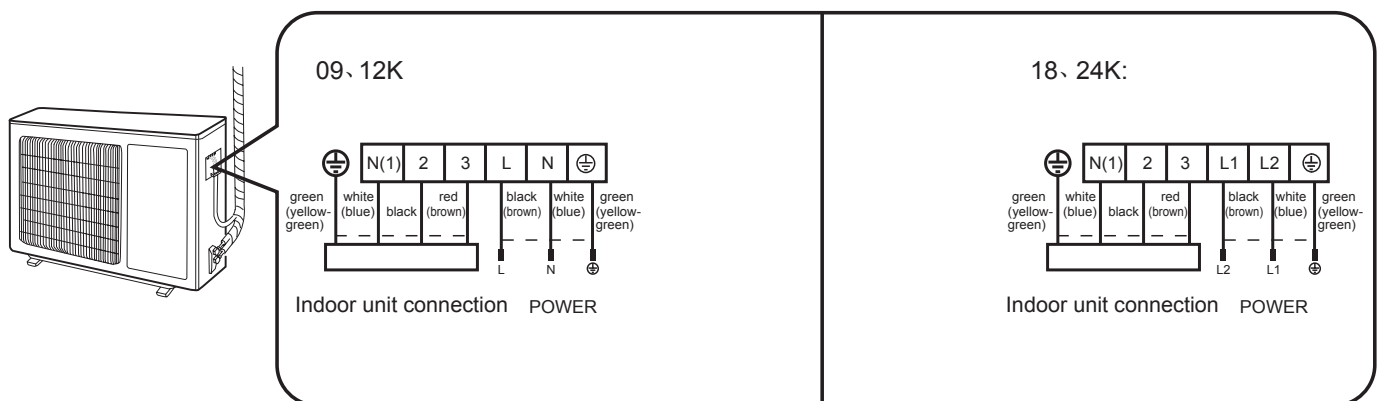 09、12K
N(1) 2 3 L N
green (yellow-green)
white (blue)
black
red (brown)
black (brown)
white (blue)
green (yellow-green)
L N
Indoor unit connection POWER
18、24K:
N(1) 2 3 L1 L2
green (yellow-green)
white (blue)
black
red (brown)
black (brown)
white (blue)
green (yellow-green)
L2 L1
Indoor unit connection POWER